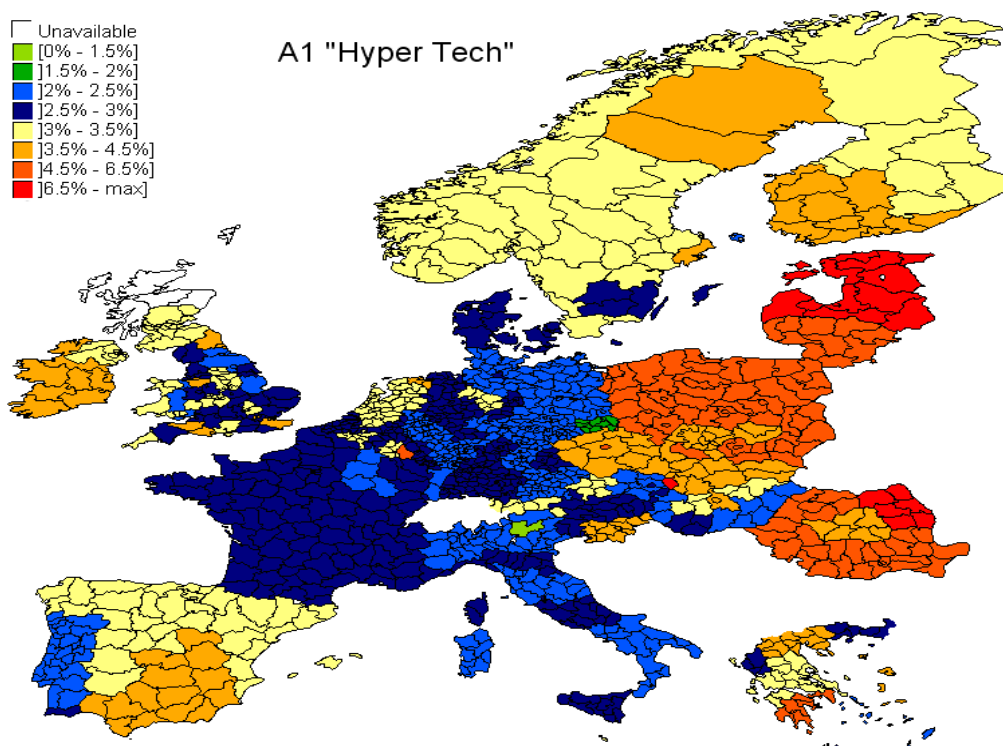 Unavailable
[0% - 1.5%]
]1.5% - 2%]
]2% - 2.5%]
]2.5% - 3%]
]3% - 3.5%]
]3.5% - 4.5%]
]4.5% - 6.5%]
]6.5% - max]
A1 "Hyper Tech"